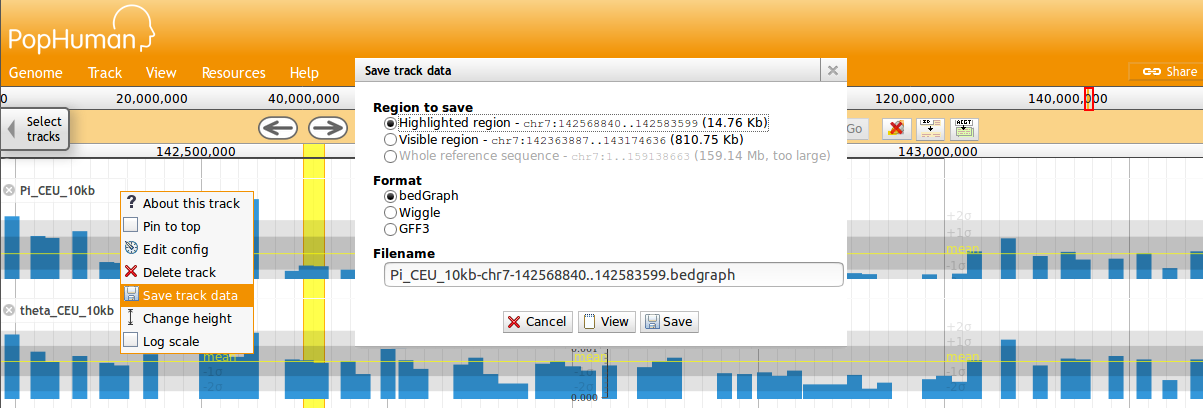 PopHuman
Genome Track View Resources Help
Share
0 20,000,000 40,000,000 120,000,000 140,000,000
Select
tracks
Go
142,500,000 143,000,000
Pi_CEU_10kb
About this track
Pin to top
Edit config
Delete track
Save track data
Change height
Log scale
Save track data
Region to save
Highlighted region - chr7:142568840..142583599 (14.76 Kb)
Visible region - chr7:142363887..143174636 (810.75 Kb)
Whole reference sequence - chr7:1..159138663 (159.14 Mb, too large)
Format
bedGraph
Wiggle
GFF3
Filename
Pi_CEU_10kb-chr7-142568840..142583599.bedgraph
Cancel View Save
+2σ
+1σ
mean
-1σ
theta_CEU_10kb
+2σ
+1σ
mean
-1σ
-2σ
mean
-1σ
-2σ
0.001
mean
-1σ
-2σ
0.000